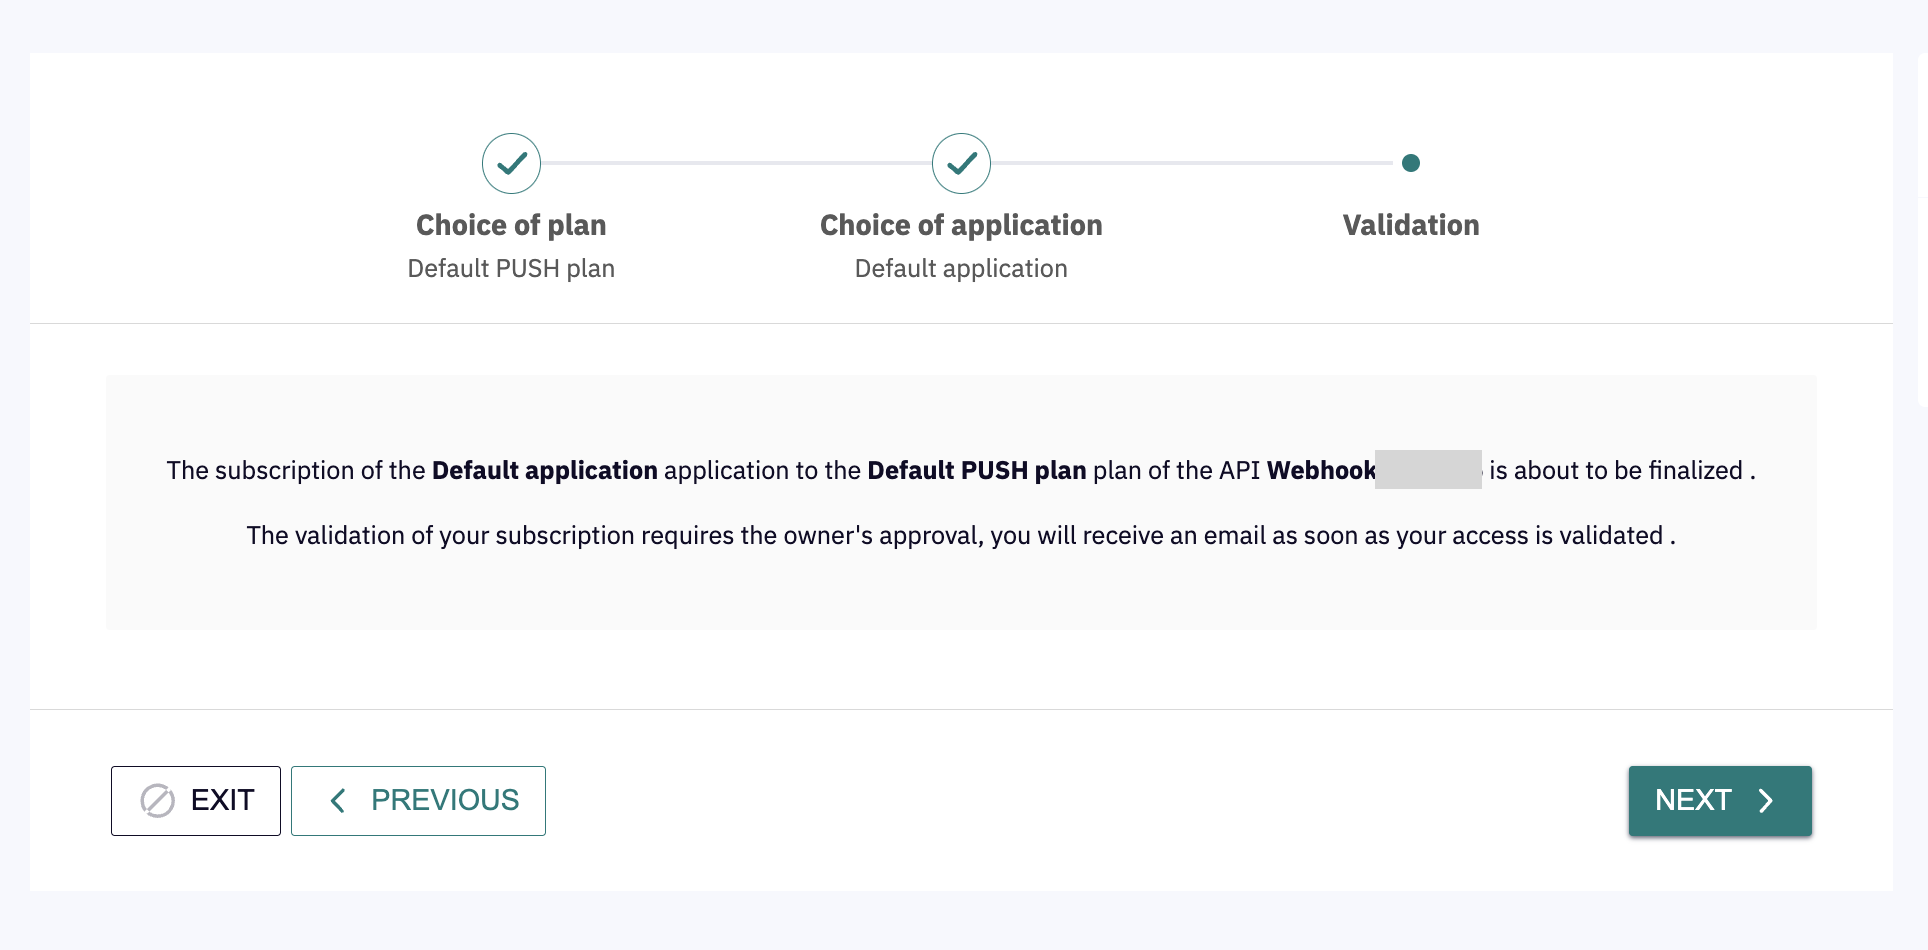 Choice of plan
Default PUSH plan
Choice of application
Default application
Validation
The subscription of the Default application application to the Default PUSH plan plan of the API Webhook is about to be finalized .
The validation of your subscription requires the owner's approval, you will receive an email as soon as your access is validated .
EXIT
PREVIOUS
NEXT